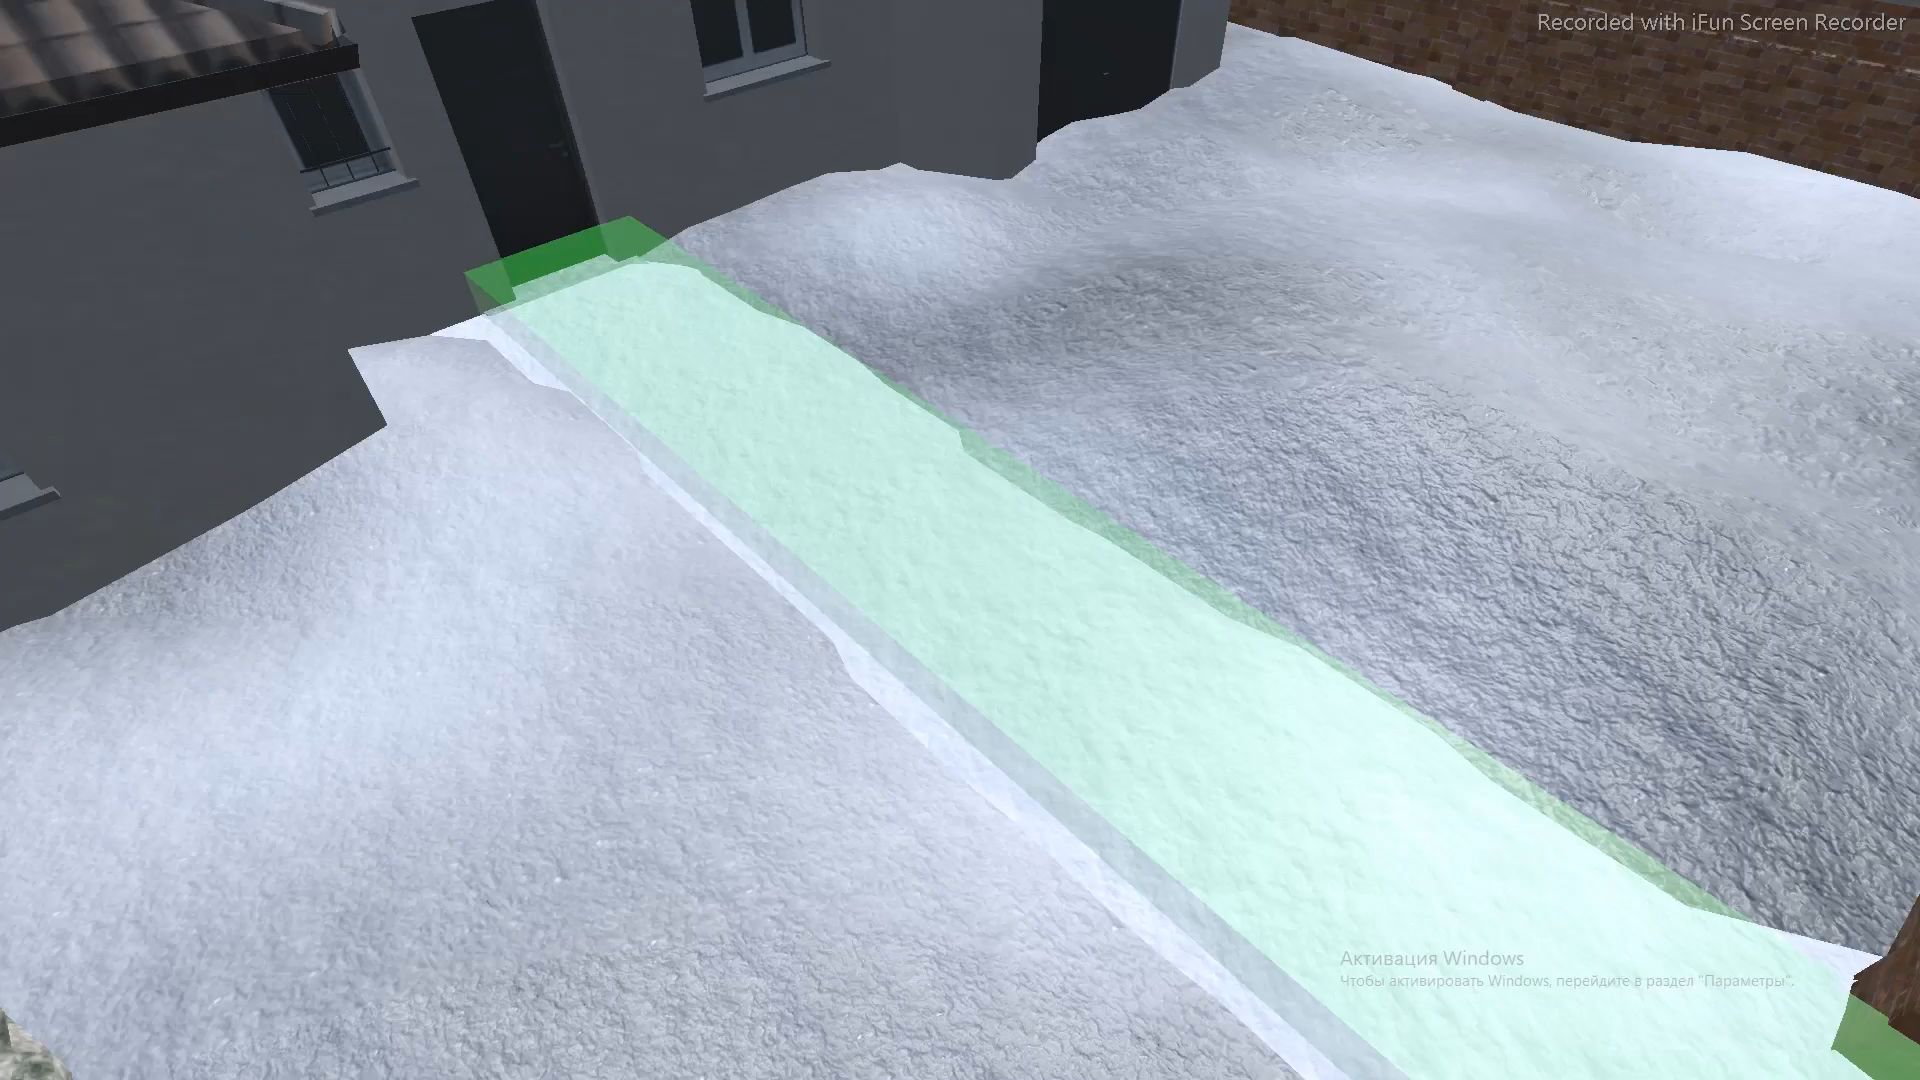 Recorded with iFun Screen Recorder
Активация Windows
Чтобы активировать Windows, перейдите в раздел "Параметры".